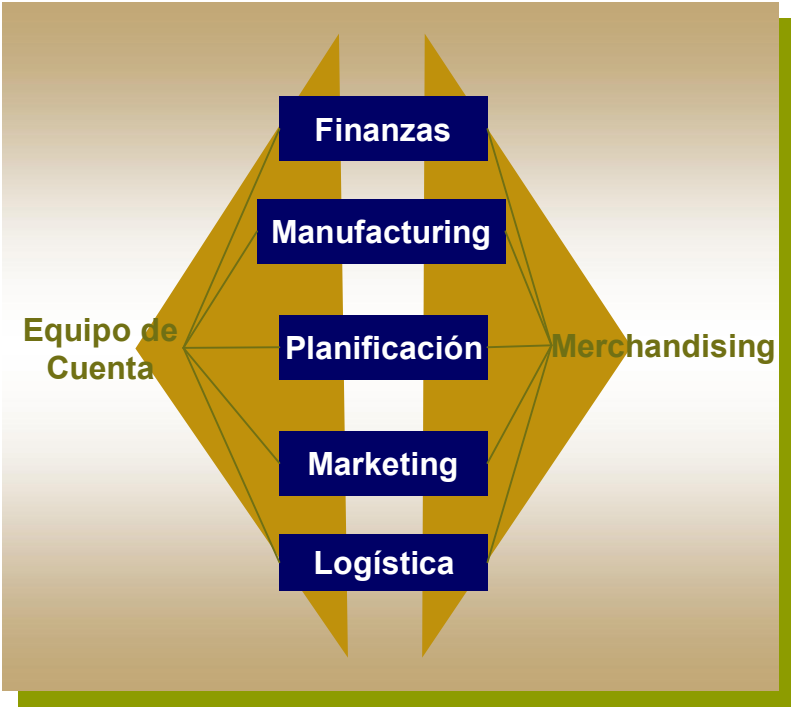 Finanzas
Manufacturing
Equipo de
Cuenta
Planificación
Merchandising
Marketing
Logística